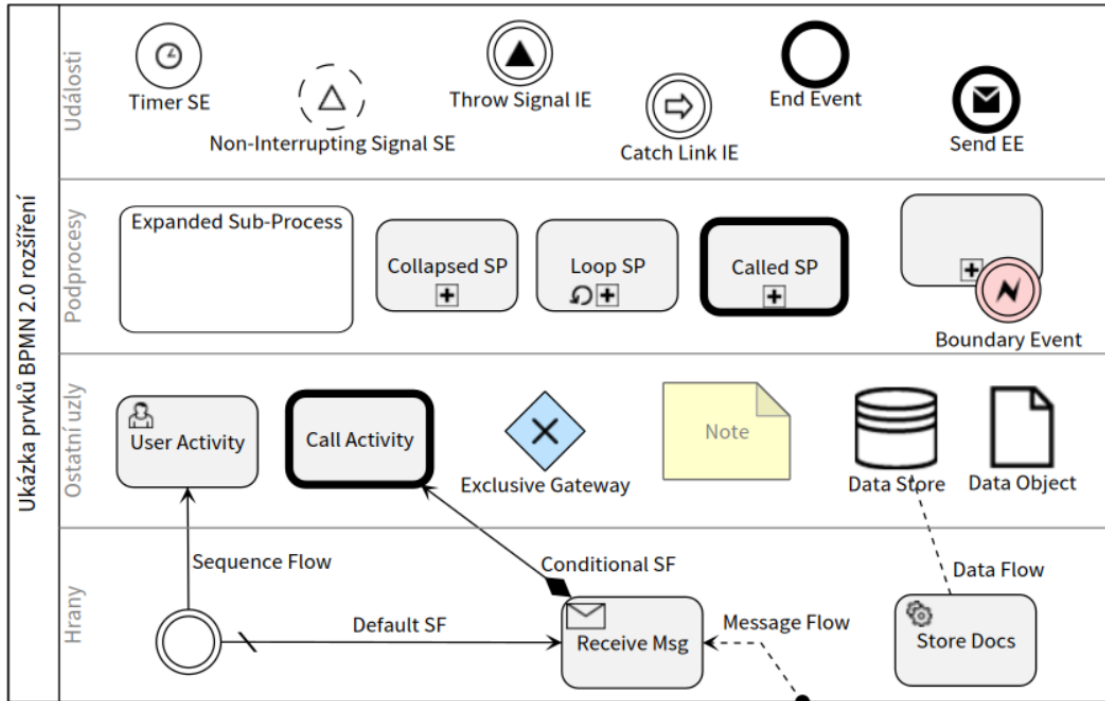 Ukázka prvků BPMN 2.0 rozšíření
Události
Timer SE
Non-Interrupting Signal SE
Throw Signal IE
Catch Link IE
End Event
Send EE
Podprocesy
Expanded Sub-Process
Collapsed SP
Loop SP
Called SP
Boundary Event
Ostatní uzly
User Activity
Call Activity
Exclusive Gateway
Note
Data Store
Data Object
Hrany
Sequence Flow
Default SF
Conditional SF
Receive Msg
Message Flow
Data Flow
Store Docs